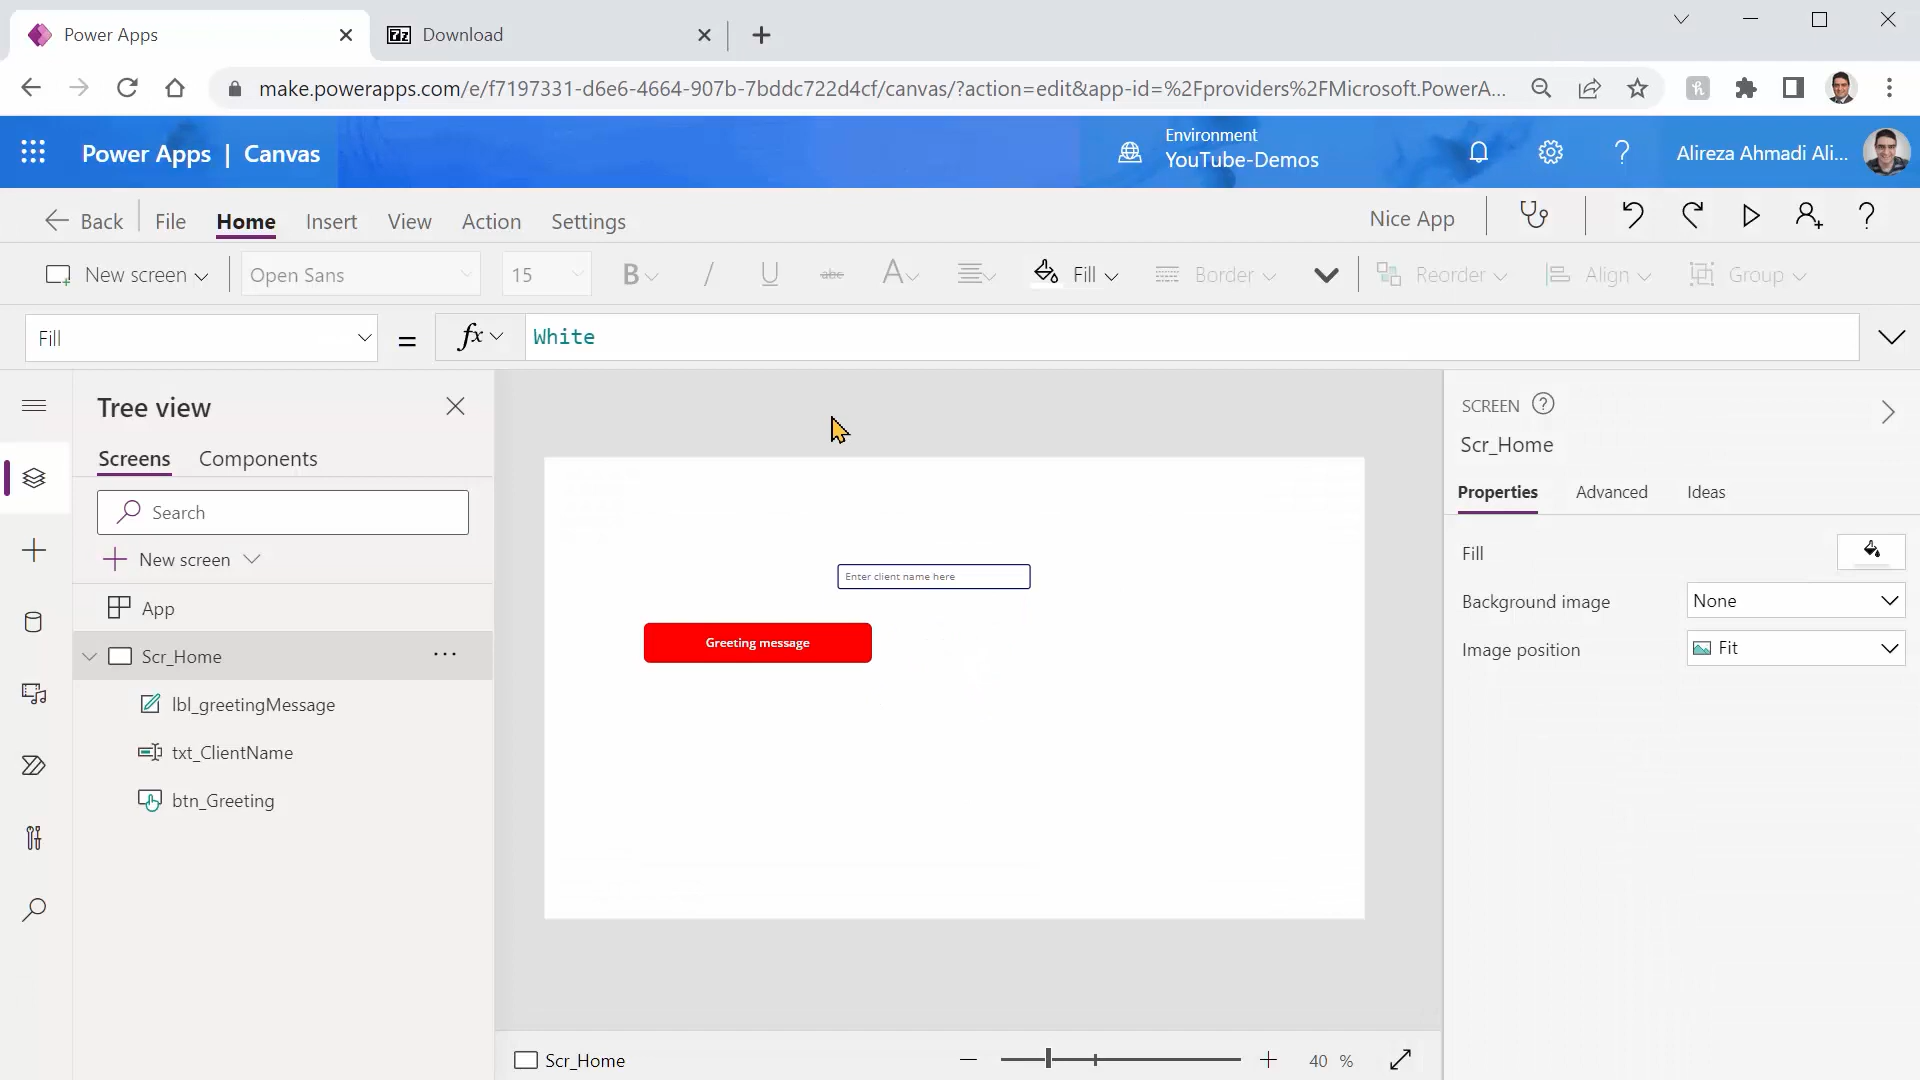 Power Apps
Download
make.powerapps.com/e/f7197331-d6e6-4664-907b-7bddc722d4cf/canvas/?action=edit&app-id=%2Fproviders%2FMicrosoft.PowerA...
Power Apps | Canvas
Environment
YouTube-Demos
Alireza Ahmadi Ali...
Back
File
Home
Insert
View
Action
Settings
Nice App
New screen
Open Sans
15
B
/
U
abc
A
Fill
Border
Reorder
Align
Group
Fill
=
fx
White
Tree view
Screens
Components
Search
New screen
App
Scr_Home
lbl_greetingMessage
txt_ClientName
btn_Greeting
Enter client name here
Greeting message
SCREEN
Scr_Home
Properties
Advanced
Ideas
Fill
Background image
None
Image position
Fit
Scr_Home
40 %